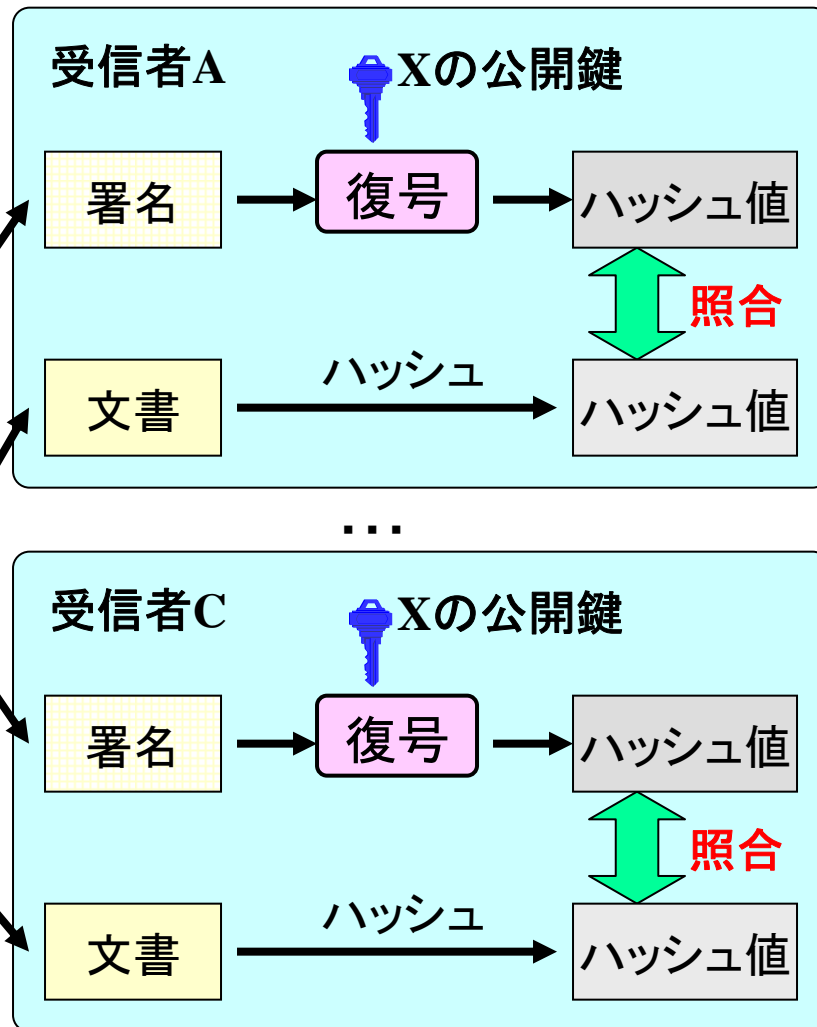 受信者A
Xの公開鍵
署名
復号
ハッシュ値
照合
文書
ハッシュ
ハッシュ値
...
受信者C
Xの公開鍵
署名
復号
ハッシュ値
照合
文書
ハッシュ
ハッシュ値